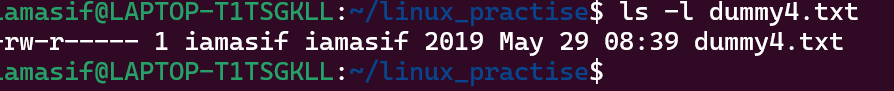 iamasif@LAPTOP-T1TSGKLL:~/linux_practise$ ls -l dummy4.txt
-rw-r----- 1 iamasif iamasif 2019 May 29 08:39 dummy4.txt
iamasif@LAPTOP-T1TSGKLL:~/linux_practise$